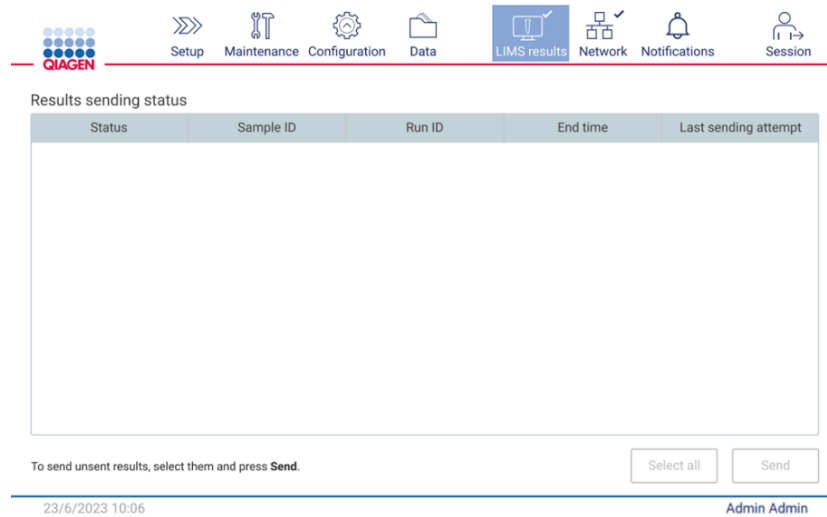 QIAGEN
Setup
Maintenance
Configuration
Data
LIMS results
Network
Notifications
Session
Results sending status
Status Sample ID Run ID End time Last sending attempt
To send unsent results, select them and press Send.
Select all
Send
23/6/2023 10:06
Admin Admin